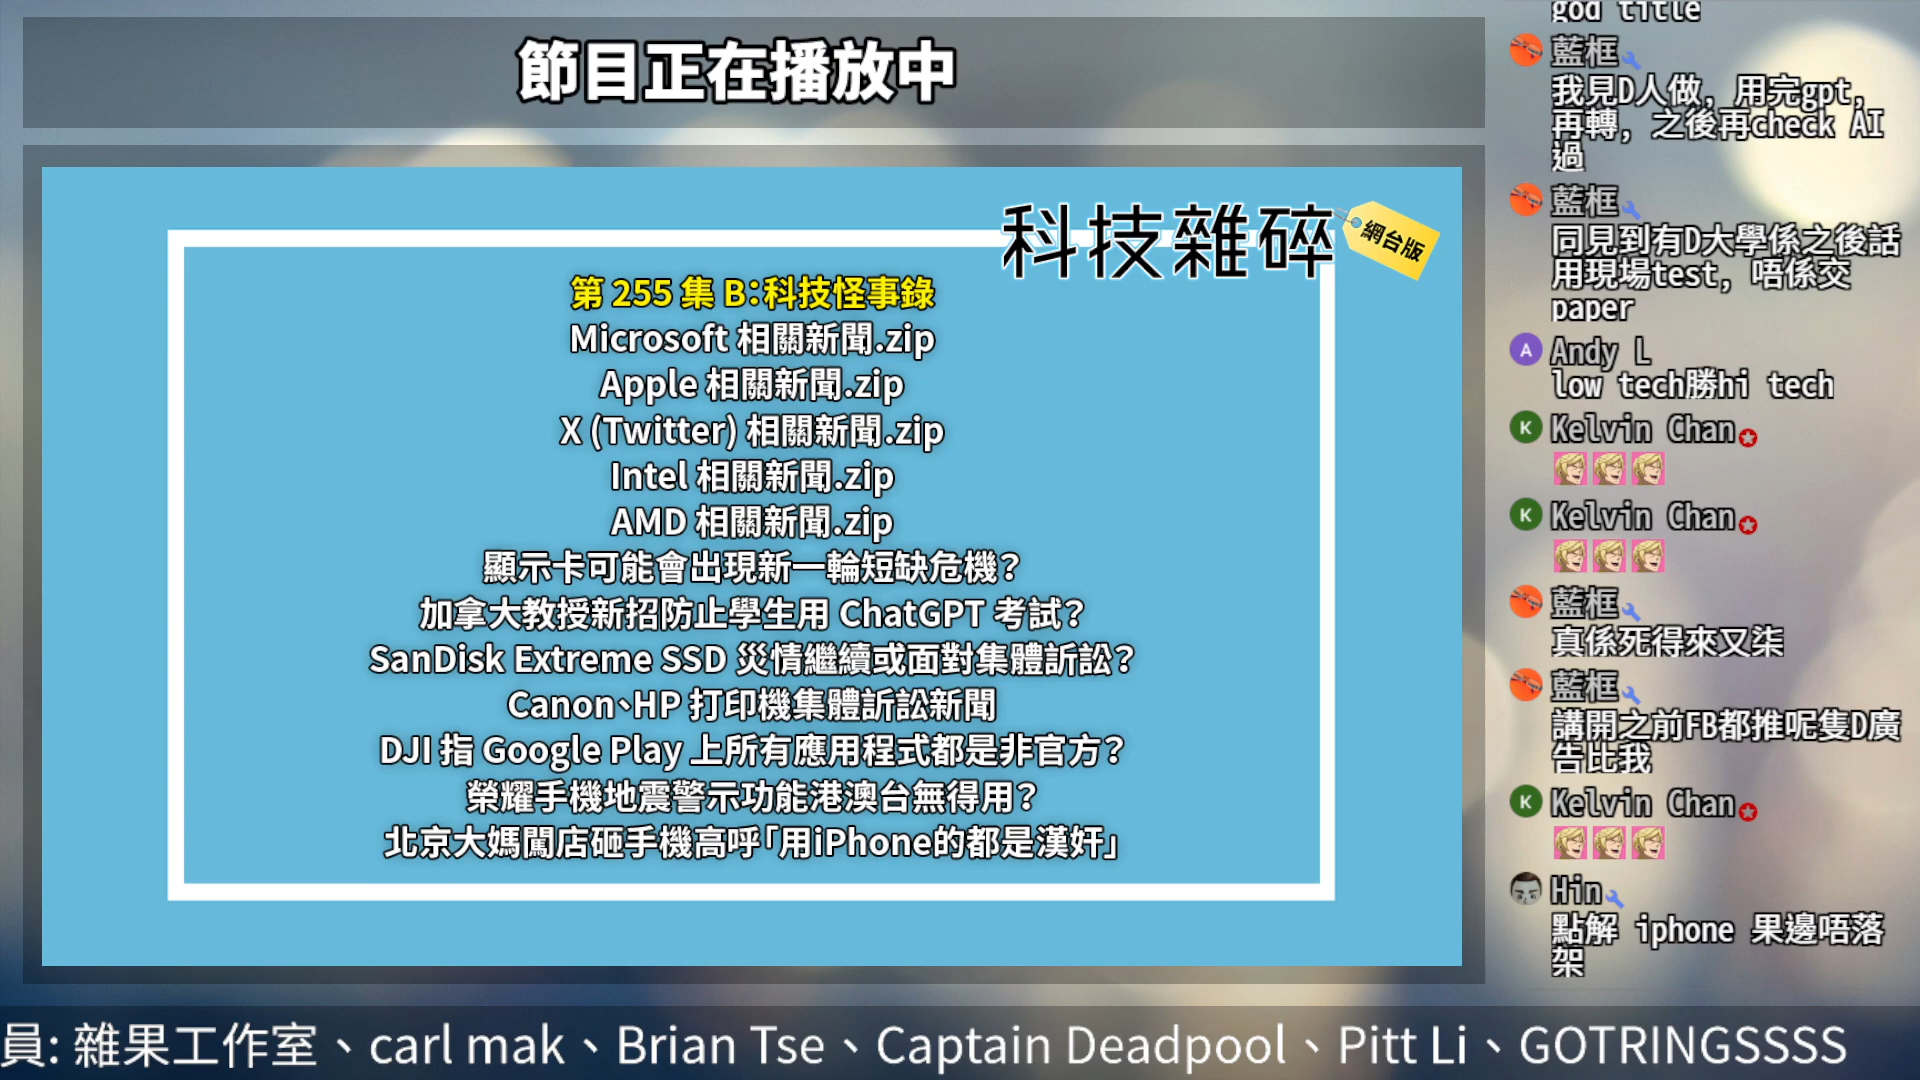 節目正在播放中
科技雜碎
網台版
第 255 集 B：科技怪事錄
Microsoft 相關新聞.zip
Apple 相關新聞.zip
X (Twitter) 相關新聞.zip
Intel 相關新聞.zip
AMD 相關新聞.zip
顯示卡可能會出現新一輪短缺危機？
加拿大教授新招防止學生用 ChatGPT 考試？
SanDisk Extreme SSD 災情繼續或面對集體訴訟？
Canon、HP 打印機集體訴訟新聞
DJI 指 Google Play 上所有應用程式都是非官方？
榮耀手機地震警示功能港澳台無得用？
北京大媽闖店砸手機高呼「用iPhone的都是漢奸」
god title
藍框
我見D人做，用完gpt，
再轉，之後再check AI
過
藍框
同見到有D大學係之後話
用現場test，唔係交
paper
A
Andy L
low tech勝hi tech
K
Kelvin Chan
K
Kelvin Chan
藍框
真係死得來又柒
藍框
講開之前FB都推呢隻D廣
告比我
K
Kelvin Chan
Hin
點解 iphone 果邊唔落
架
員: 雜果工作室、carl mak、Brian Tse、Captain Deadpool、Pitt Li、GOTRINGSSSS